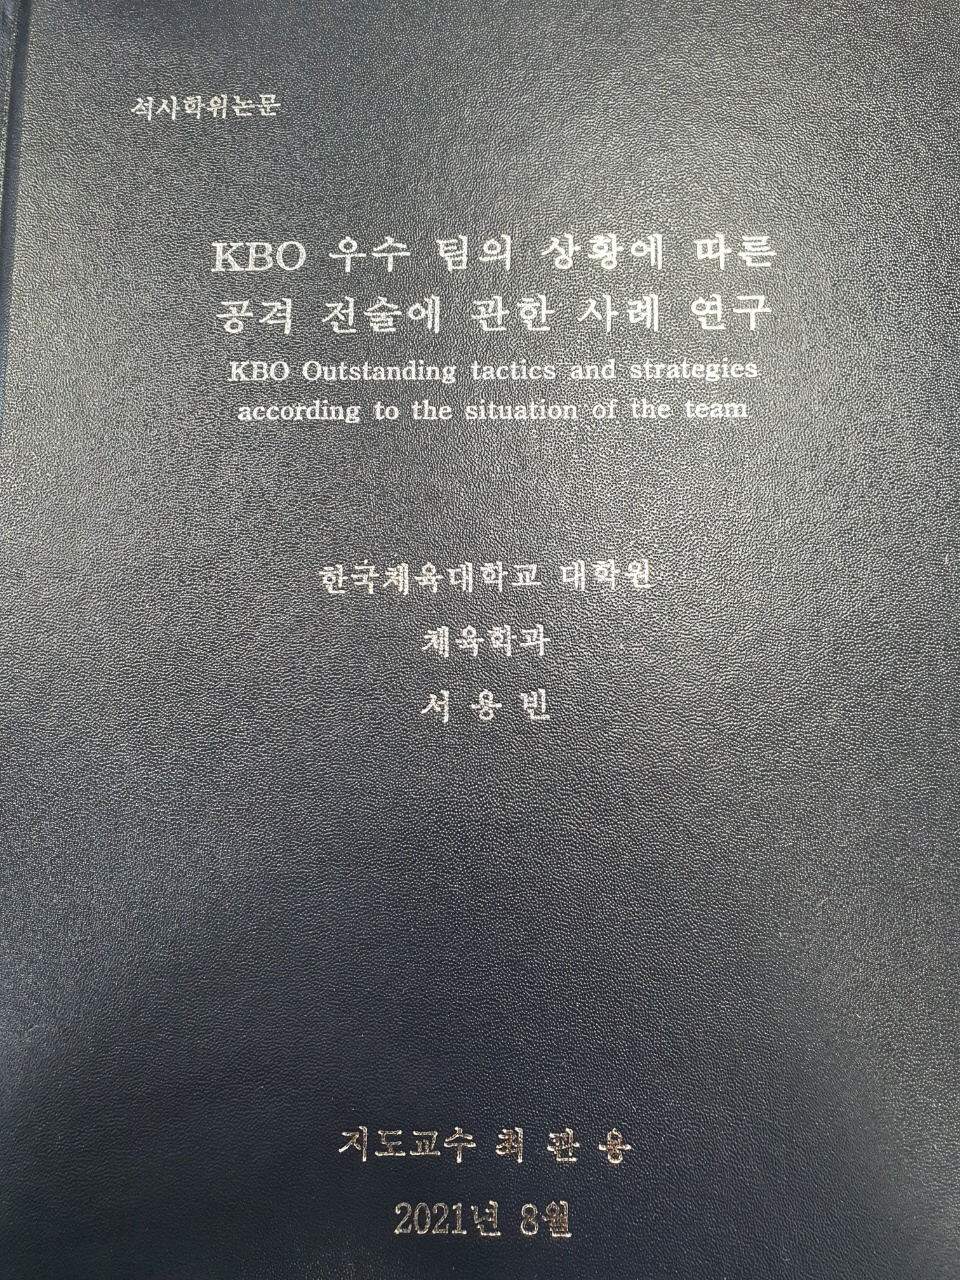 석사학위논문
KBO 우수 팀의 상황에 따른
공격 전술에 관한 사례 연구
KBO Outstanding tactics and strategies
according to the situation of the team
한국체육대학교 대학원
체육학과
서 용 빈
지도교수 최 관 용
2021년 8월